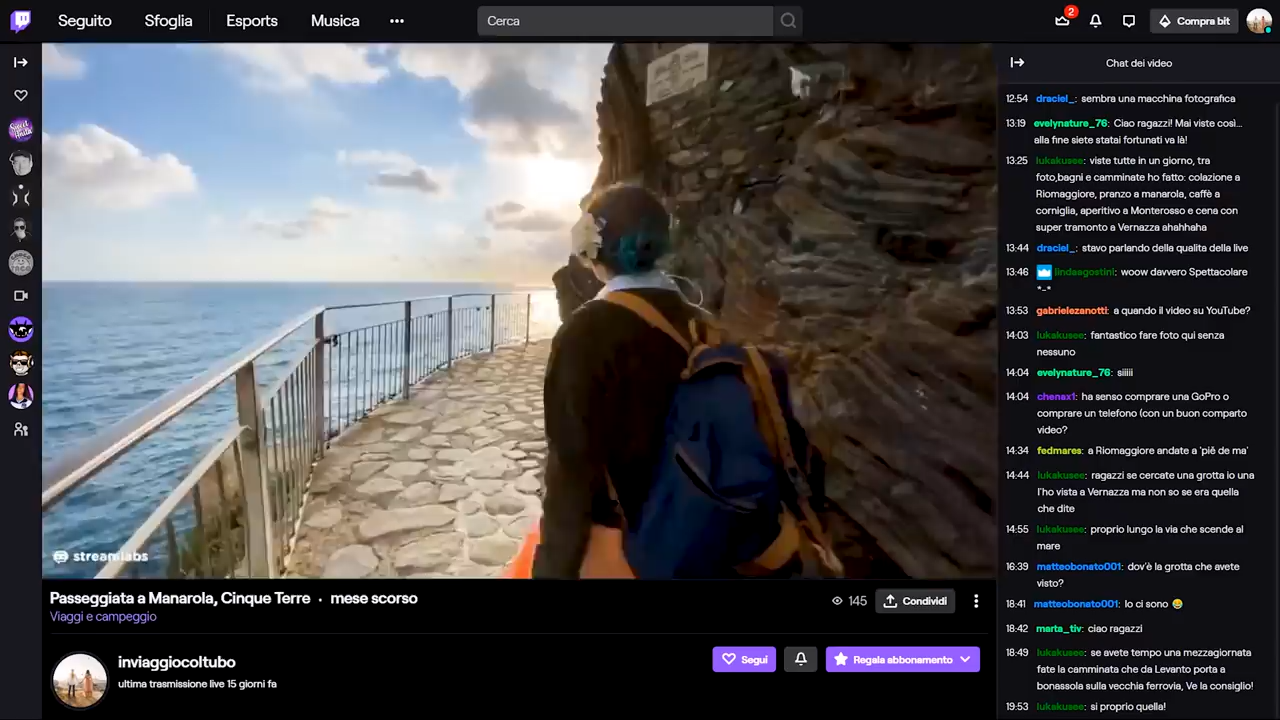 Seguito
Sfoglia
Esports
Musica
Cerca
2
Compra bit
streamlabs
Passeggiata a Manarola, Cinque Terre · mese scorso
Viaggi e campeggio
145
Condividi
inviaggiocoltubo
ultima trasmissione live 15 giorni fa
Segui
Regala abbonamento
Chat dei video
12:54 draciel_: sembra una macchina fotografica
13:19 evelynature_76: Ciao ragazzi! Mai viste così...
alla fine siete statai fortunati va là!
13:25 lukakusee: viste tutte in un giorno, tra
foto,bagni e camminate ho fatto: colazione a
Riomaggiore, pranzo a manarola, caffè a
corniglia, aperitivo a Monterosso e cena con
super tramonto a Vernazza ahahhaha
13:44 draciel_: stavo parlando della qualita della live
13:46 lindaagostini: woow davvero Spettacolare
*-*
13:53 gabrielezanotti: a quando il video su YouTube?
14:03 lukakusee: fantastico fare foto qui senza
nessuno
14:04 evelynature_76: siiiii
14:04 chenax1: ha senso comprare una GoPro o
comprare un telefono (con un buon comparto
video?
14:34 fedmares: a Riomaggiore andate a 'piê de ma'
14:44 lukakusee: ragazzi se cercate una grotta io una
l'ho vista a Vernazza ma non so se era quella
che dite
14:55 lukakusee: proprio lungo la via che scende al
mare
16:39 matteobonato001: dov'è la grotta che avete
visto?
18:41 matteobonato001: Io ci sono 😅
18:42 marta_tiv: ciao ragazzi
18:49 lukakusee: se avete tempo una mezzagiornata
fate la camminata che da Levanto porta a
bonassola sulla vecchia ferrovia, Ve la consiglio!
19:53 lukakusee: si proprio quella!